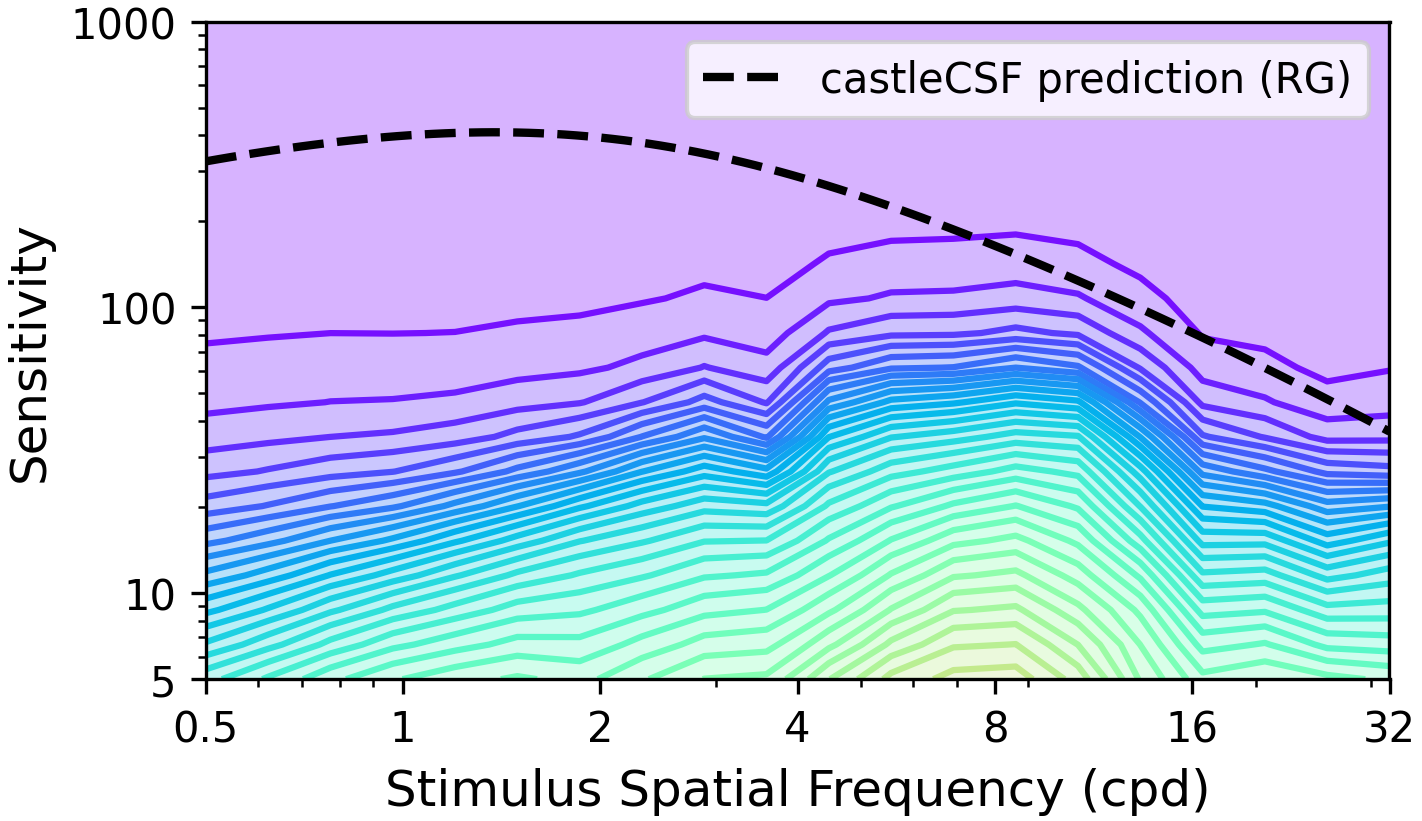 1000
castleCSF prediction (RG)
100
Sensitivity
10
5
0.5 1 2 4 8 16 32
Stimulus Spatial Frequency (cpd)